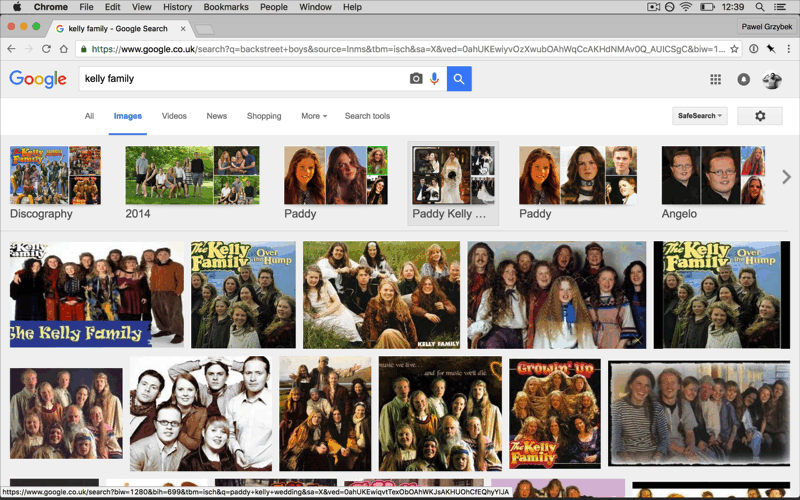 Chrome File Edit View History Bookmarks People Window Help 12:39
kelly family - Google Search
Pawel Grzybek
https://www.google.co.uk/search?q=backstreet+boys&source=lnms&tbm=isch&sa=X&ved=0ahUKEwiyvOzXwubOAhWqCcAKHdNMAv0Q_AUICSgC&biw=1...
Google kelly family
All Images Videos News Shopping More Search tools
SafeSearch
Discography 2014 Paddy Paddy Kelly ... Paddy Angelo
The Kelly Family
The Kelly Family Over the Hump
KELLY FAMILY
The Kelly Family Over the Hump
music we live...
and for music we'll die.
Growin' Up
The Kelly Family
https://www.google.co.uk/search?biw=1280&bih=699&tbm=isch&q=paddy+kelly+wedding&sa=X&ved=0ahUKEwiqvtTexObOAhWKJsAKHUOhCfEQhyYIJA